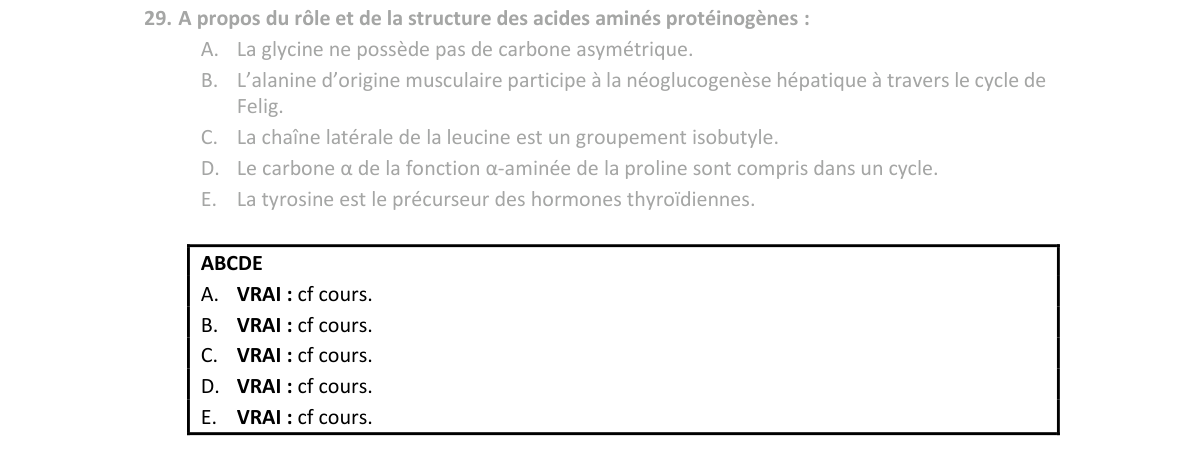 29. A propos du rôle et de la structure des acides aminés protéinogènes :
A. La glycine ne possède pas de carbone asymétrique.
B. L’alanine d’origine musculaire participe à la néoglucogenèse hépatique à travers le cycle de
Felig.
C. La chaîne latérale de la leucine est un groupement isobutyle.
D. Le carbone α de la fonction α-aminée de la proline sont compris dans un cycle.
E. La tyrosine est le précurseur des hormones thyroïdiennes.
ABCDE
A. VRAI : cf cours.
B. VRAI : cf cours.
C. VRAI : cf cours.
D. VRAI : cf cours.
E. VRAI : cf cours.